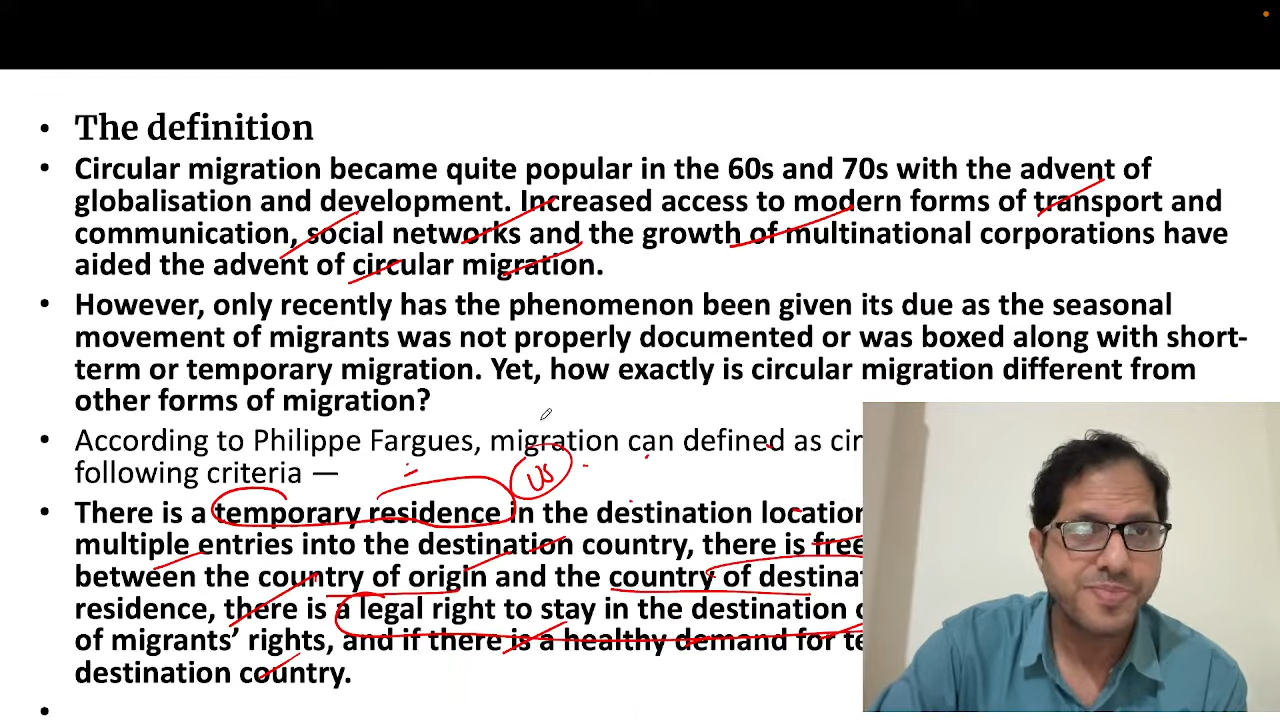 The definition
Circular migration became quite popular in the 60s and 70s with the advent of
globalisation and development. Increased access to modern forms of transport and
communication, social networks and the growth of multinational corporations have
aided the advent of circular migration.
However, only recently has the phenomenon been given its due as the seasonal
movement of migrants was not properly documented or was boxed along with short-
term or temporary migration. Yet, how exactly is circular migration different from
other forms of migration?
According to Philippe Fargues, migration can defined as
following criteria —
US
There is a temporary residence in the destination
multiple entries into the destination country, there is free
between the country of origin and the country of
residence, there is a legal right to stay in the destination
of migrants’ rights, and if there is a healthy demand for
destination country.